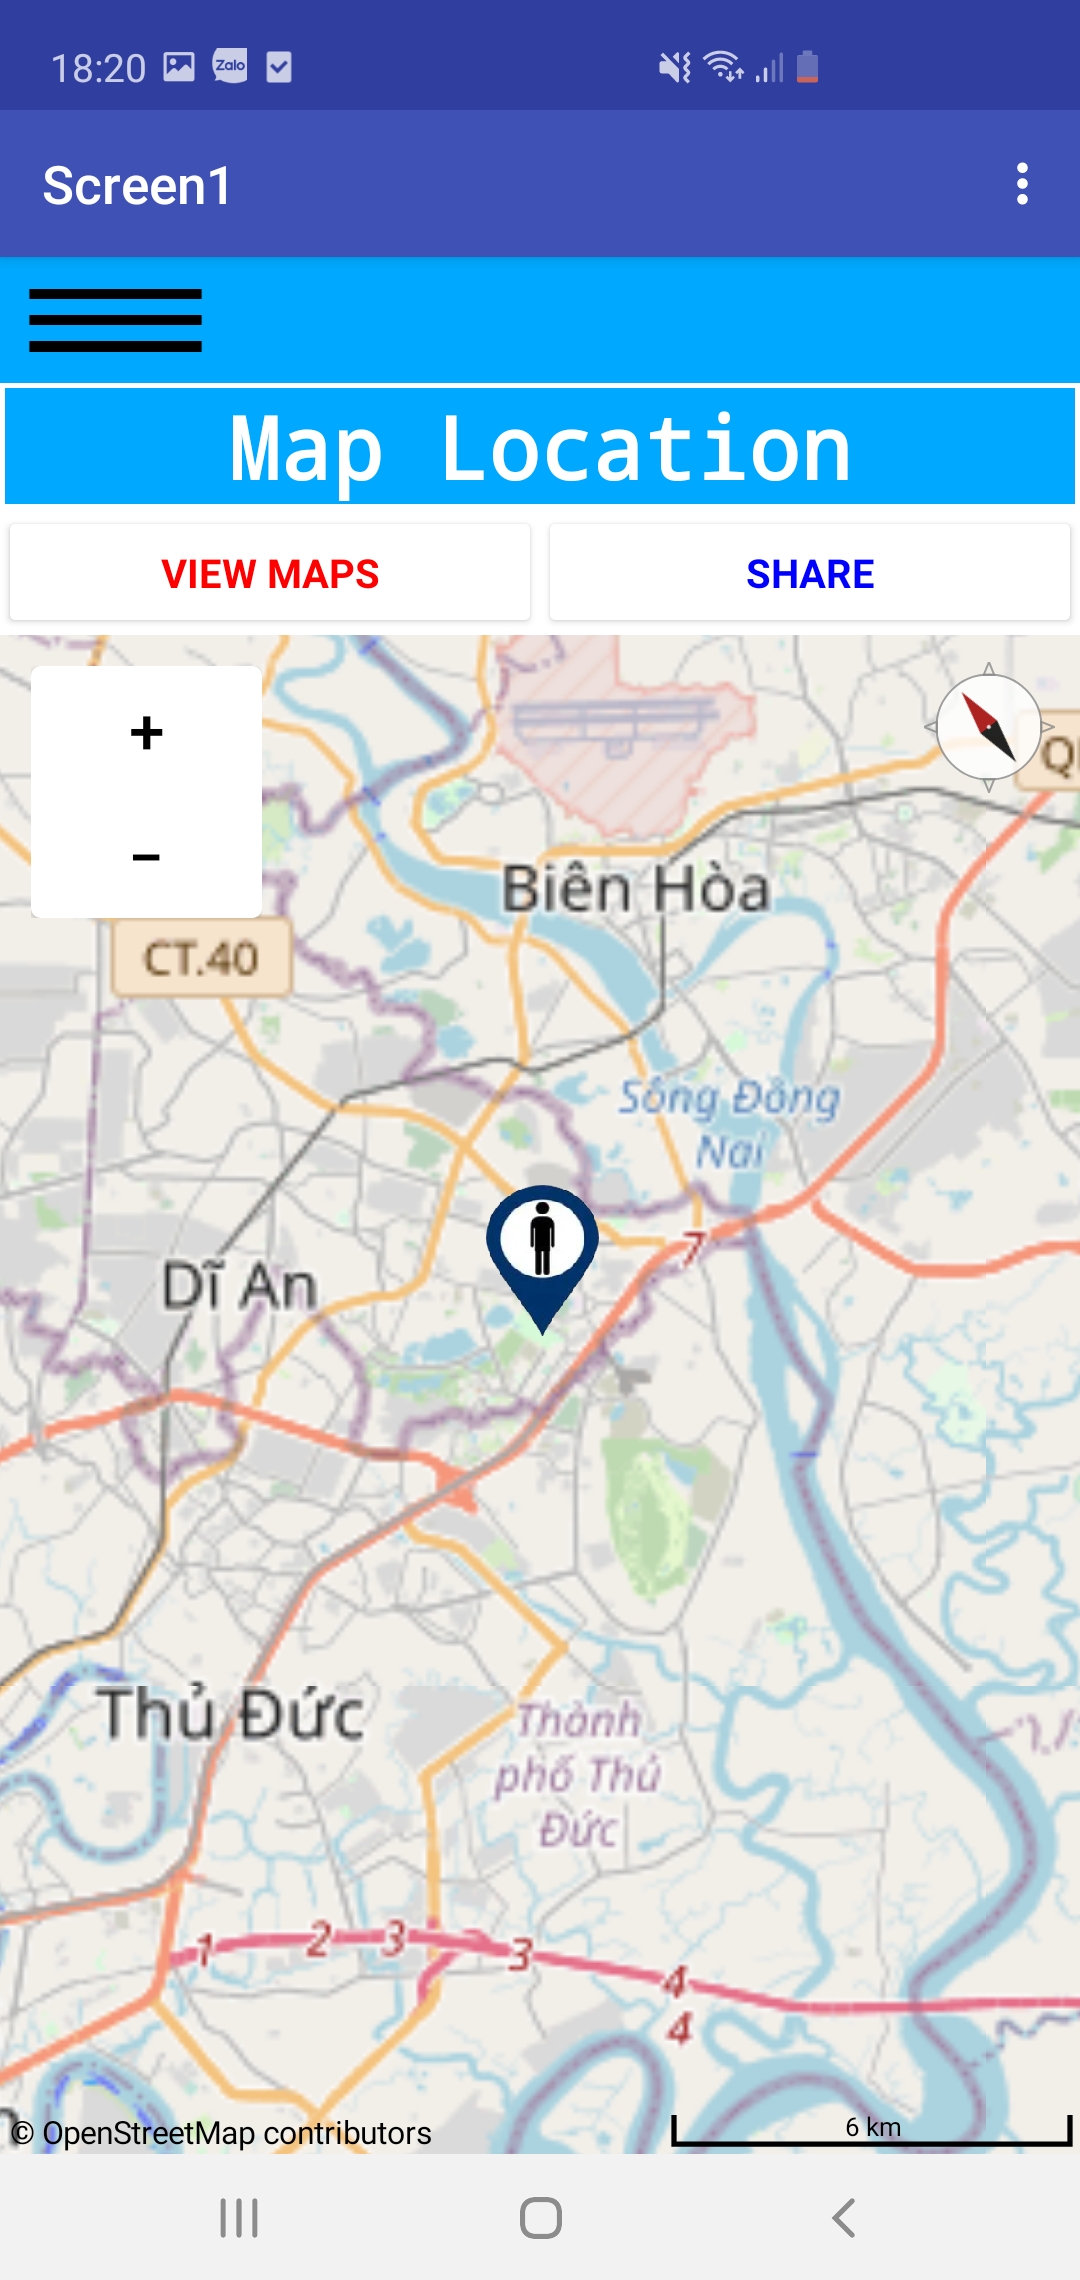 18:20
Zalo
Screen1
Map Location
VIEW MAPS
SHARE
+
−
Biên Hòa
CT.40
Sông Đồng
Nai
7
Dĩ An
Thủ Đức
Thành
phố Thủ
Đức
1
2
3
3
4
4
© OpenStreetMap contributors
6 km